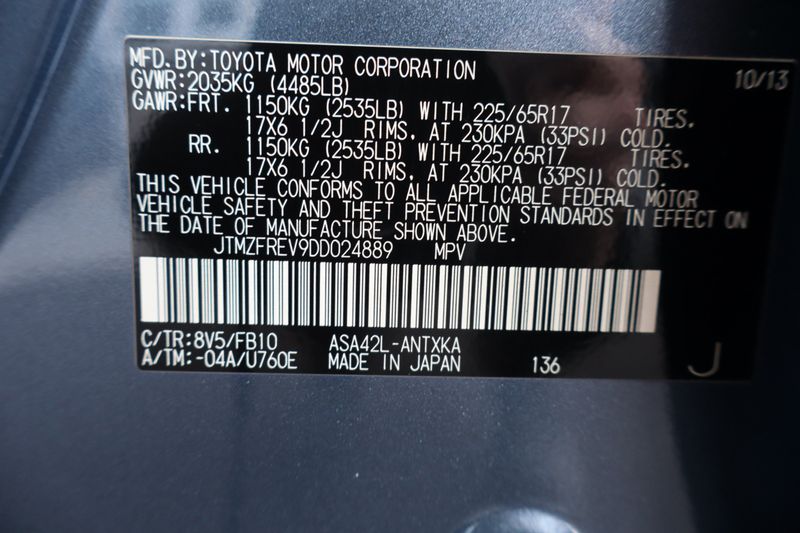 MFD.BY:TOYOTA MOTOR CORPORATION 10/13
GVWR:2035KG (4485LB)
GAWR:FRT. 1150KG (2535LB) WITH 225/65R17 TIRES,
17X6 1/2J RIMS, AT 230KPA (33PSI) COLD.
RR. 1150KG (2535LB) WITH 225/65R17 TIRES,
17X6 1/2J RIMS, AT 230KPA (33PSI) COLD.
THIS VEHICLE CONFORMS TO ALL APPLICABLE FEDERAL MOTOR
VEHICLE SAFETY AND THEFT PREVENTION STANDARDS IN EFFECT ON
THE DATE OF MANUFACTURE SHOWN ABOVE.
JTMZFREV9DD024889 MPV
C/TR:8V5/FB10 ASA42L-ANTXKA
A/TM:-04A/U760E MADE IN JAPAN 136 J